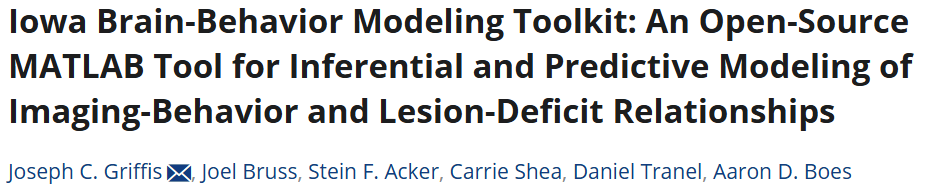 Iowa Brain-Behavior Modeling Toolkit: An Open-Source
MATLAB Tool for Inferential and Predictive Modeling of
Imaging-Behavior and Lesion-Deficit Relationships
Joseph C. Griffis, Joel Bruss, Stein F. Acker, Carrie Shea, Daniel Tranel, Aaron D. Boes